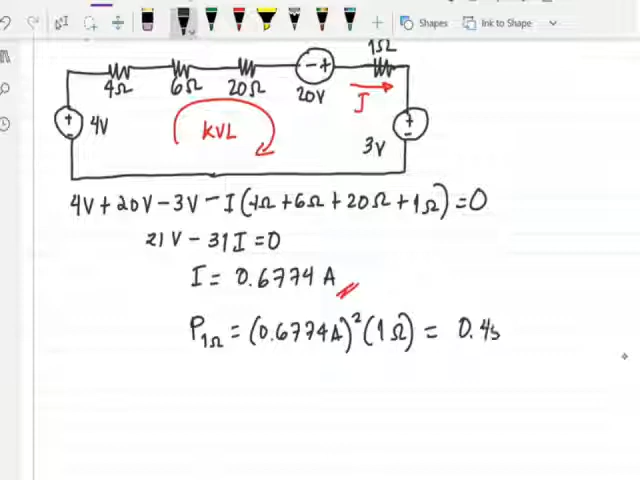 Shapes Ink to Shape
1Ω
4Ω 6Ω 20Ω - + 20V
I
+ - 4V KVL 3V + -
4V + 20V - 3V - I (4Ω + 6Ω + 20Ω + 1Ω) = 0
21V - 31I = 0
I = 0.6774 A
P1Ω = (0.6774A)² (1Ω) = 0.45